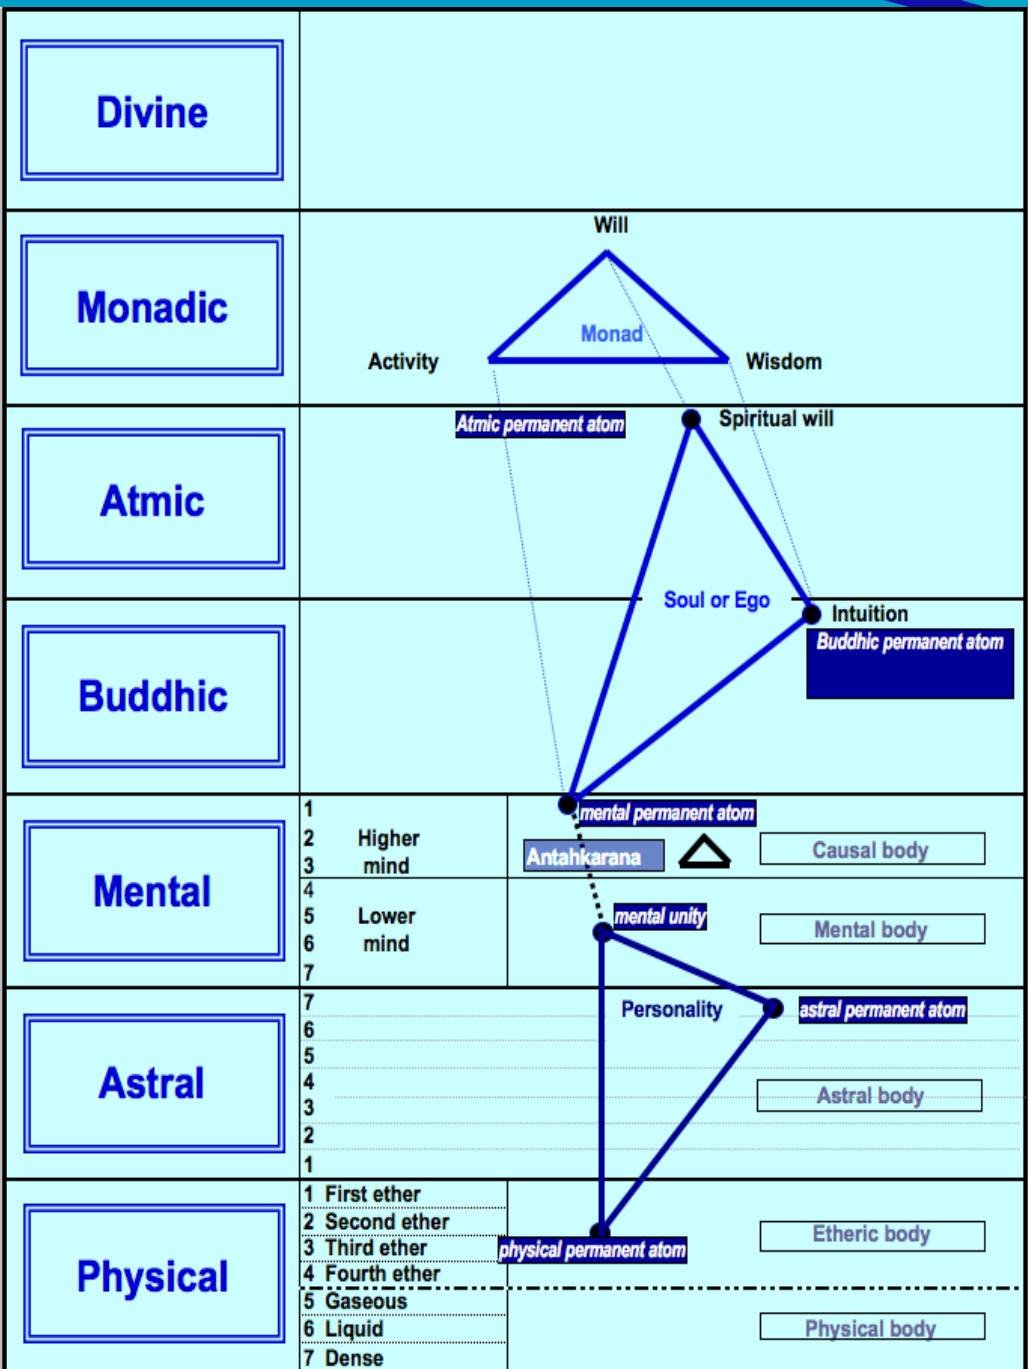 Divine
Will
Monadic
Monad
Activity
Wisdom
Atmic permanent atom
Spiritual will
Atmic
Soul or Ego
Intuition
Buddhic permanent atom
Buddhic
Mental
1
2 Higher
3 mind
4
5 Lower
6 mind
7
mental permanent atom
Antahkarana
Causal body
mental unity
Mental body
Astral
7
6
5
4
3
2
1
Personality
astral permanent atom
Astral body
Physical
1 First ether
2 Second ether
3 Third ether
4 Fourth ether
5 Gaseous
6 Liquid
7 Dense
physical permanent atom
Etheric body
Physical body